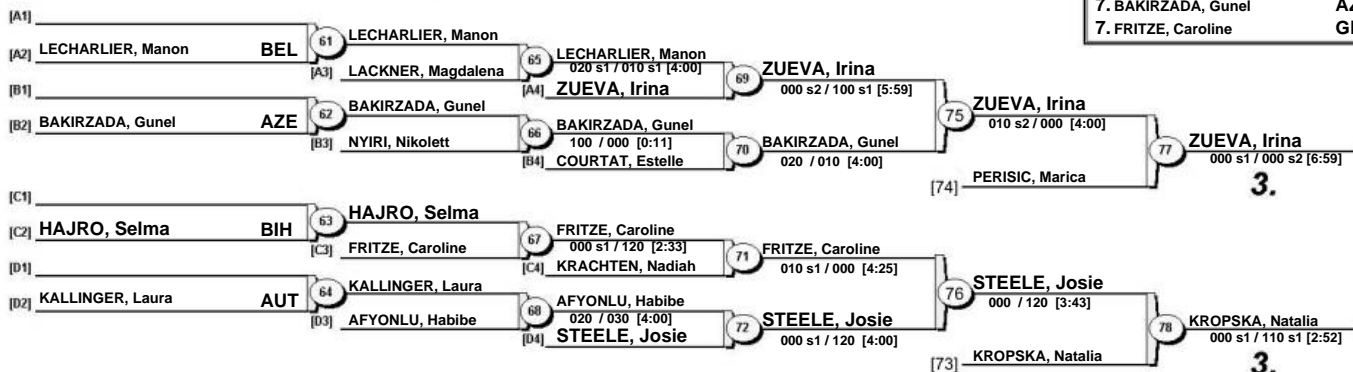 7. BAKIRZADA, Gunel
7. FRITZE, Caroline
[A1]
[A2] LECHARLIER, Manon BEL
61
LECHARLIER, Manon
[A3] LACKNER, Magdalena
65
LECHARLIER, Manon
020 s1 / 010 s1 [4:00]
[A4] ZUEVA, Irina
69
ZUEVA, Irina
000 s2 / 100 s1 [5:59]
[B1]
[B2] BAKIRZADA, Gunel AZE
62
BAKIRZADA, Gunel
[B3] NYIRI, Nikolett
66
BAKIRZADA, Gunel
100 / 000 [0:11]
[B4] COURTAT, Estelle
70
BAKIRZADA, Gunel
020 / 010 [4:00]
75
ZUEVA, Irina
010 s2 / 000 [4:00]
[74] PERISIC, Marica
77
ZUEVA, Irina
000 s1 / 000 s2 [6:59]
3.
[C1]
[C2] HAJRO, Selma BIH
63
HAJRO, Selma
[C3] FRITZE, Caroline
67
FRITZE, Caroline
000 s1 / 120 [2:33]
[C4] KRACHTEN, Nadiah
71
FRITZE, Caroline
010 s1 / 000 [4:25]
[D1]
[D2] KALLINGER, Laura AUT
64
KALLINGER, Laura
[D3] AFYONLU, Habibe
68
AFYONLU, Habibe
020 / 030 [4:00]
[D4] STEELE, Josie
72
STEELE, Josie
000 s1 / 120 [4:00]
76
STEELE, Josie
000 / 120 [3:43]
[73] KROPSKA, Natalia
78
KROPSKA, Natalia
000 s1 / 110 s1 [2:52]
3.